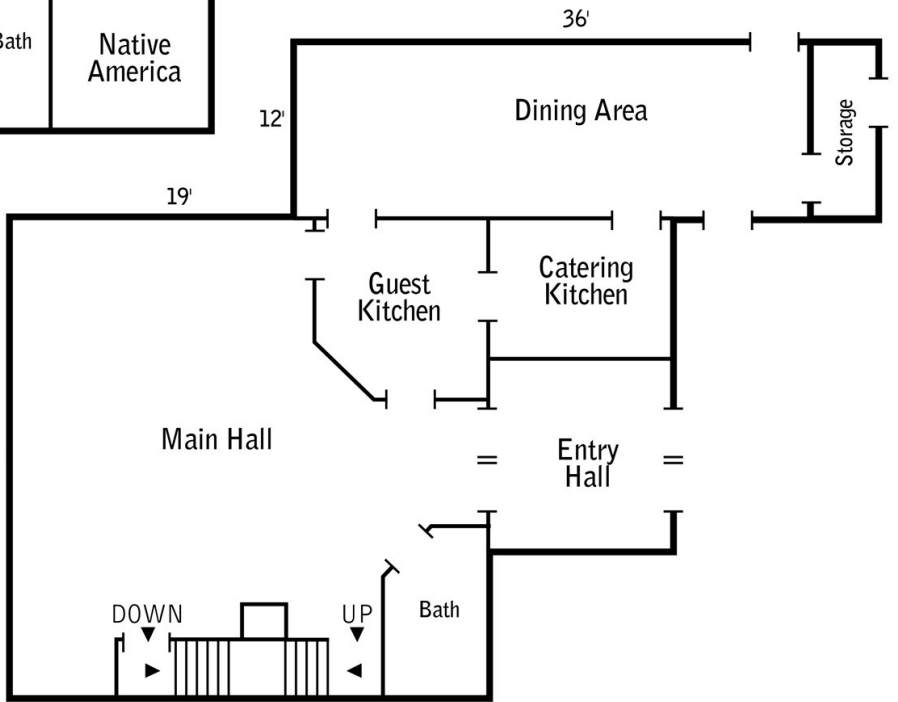 36'
Bath
Native
America
Dining Area
12'
Storage
19'
Guest
Kitchen
Catering
Kitchen
Main Hall
Entry
Hall
DOWN
UP
Bath